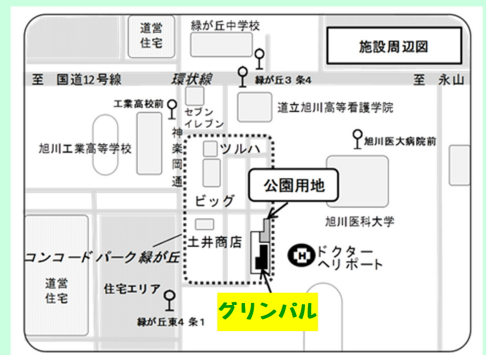 道営
住宅
緑が丘中学校
施設周辺図
至 国道12号線
環状線
緑が丘3 条4
至 永山
工業高校前
セブン
イレブン
道立旭川高等看護学院
旭川工業高等学校
神楽岡通
ツルハ
旭川医大病院前
ビッグ
公園用地
土井商店
旭川医科大学
コンコードパーク緑が丘
H
ドクター
ヘリポート
道営
住宅
住宅エリア
グリンパル
緑が丘東4 条1